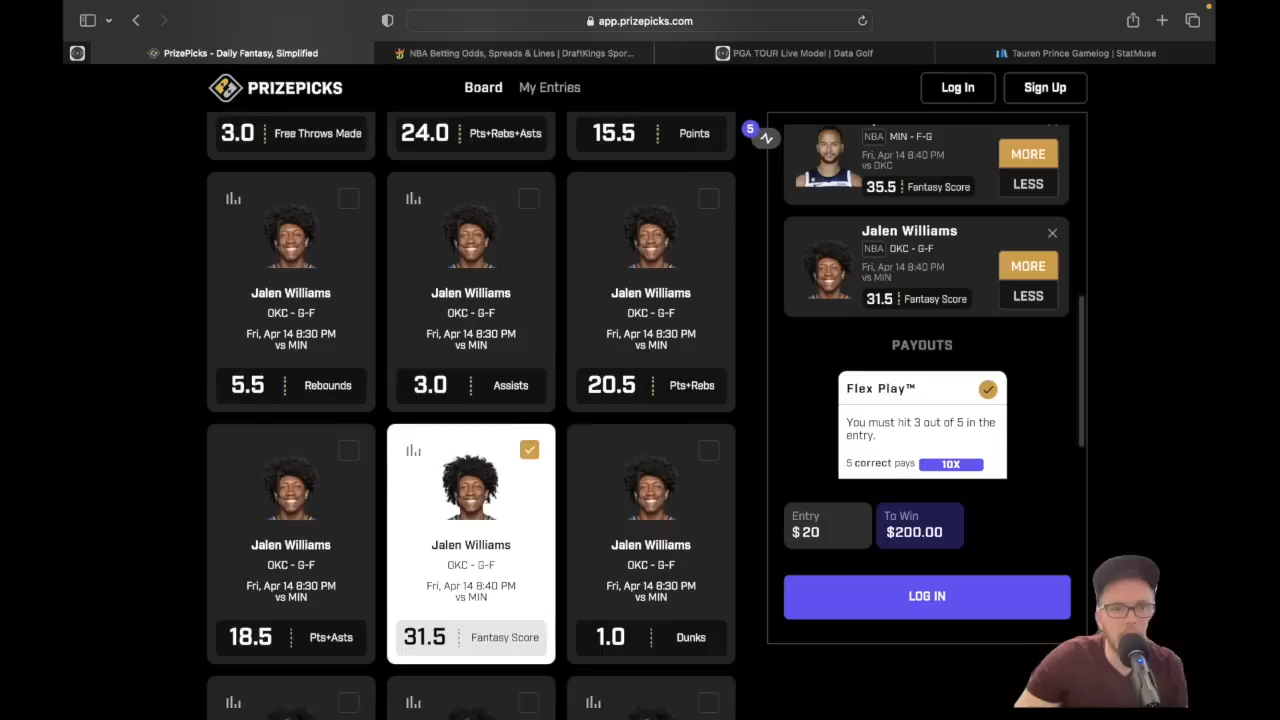 app.prizepicks.com
PrizePicks - Daily Fantasy, Simplified
NBA Betting Odds, Spreads & Lines | DraftKings Spor...
PGA TOUR Live Model | Data Golf
Tauren Prince Gamelog | StatMuse
PRIZEPICKS
Board
My Entries
Log In
Sign Up
3.0
Free Throws Made
24.0
Pts+Rebs+Asts
15.5
Points
5
Jalen Williams
OKC - G-F
Fri, Apr 14 8:30 PM
vs MIN
5.5
Rebounds
Jalen Williams
OKC - G-F
Fri, Apr 14 8:30 PM
vs MIN
3.0
Assists
Jalen Williams
OKC - G-F
Fri, Apr 14 8:30 PM
vs MIN
20.5
Pts+Rebs
Jalen Williams
OKC - G-F
Fri, Apr 14 8:30 PM
vs MIN
18.5
Pts+Asts
Jalen Williams
OKC - G-F
Fri, Apr 14 8:40 PM
vs MIN
31.5
Fantasy Score
Jalen Williams
OKC - G-F
Fri, Apr 14 8:30 PM
vs MIN
1.0
Dunks
NBA MIN - F-G
Fri, Apr 14 8:40 PM
vs OKC
35.5
Fantasy Score
MORE
LESS
Jalen Williams
NBA OKC - G-F
Fri, Apr 14 8:40 PM
vs MIN
31.5
Fantasy Score
MORE
LESS
PAYOUTS
Flex Play™
You must hit 3 out of 5 in the
entry.
5 correct pays 10X
Entry
$ 20
To Win
$200.00
LOG IN